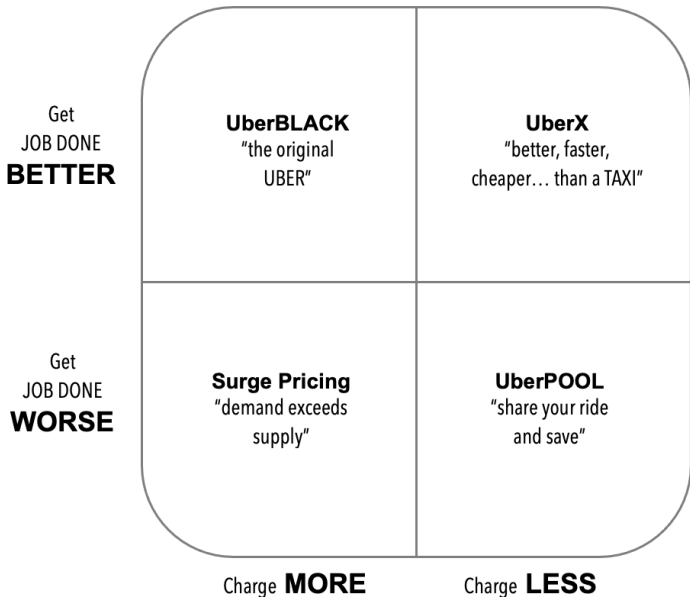 Get
JOB DONE
BETTER
UberBLACK
"the original
UBER"
UberX
"better, faster,
cheaper… than a TAXI"
Get
JOB DONE
WORSE
Surge Pricing
"demand exceeds
supply"
UberPOOL
"share your ride
and save"
Charge MORE
Charge LESS